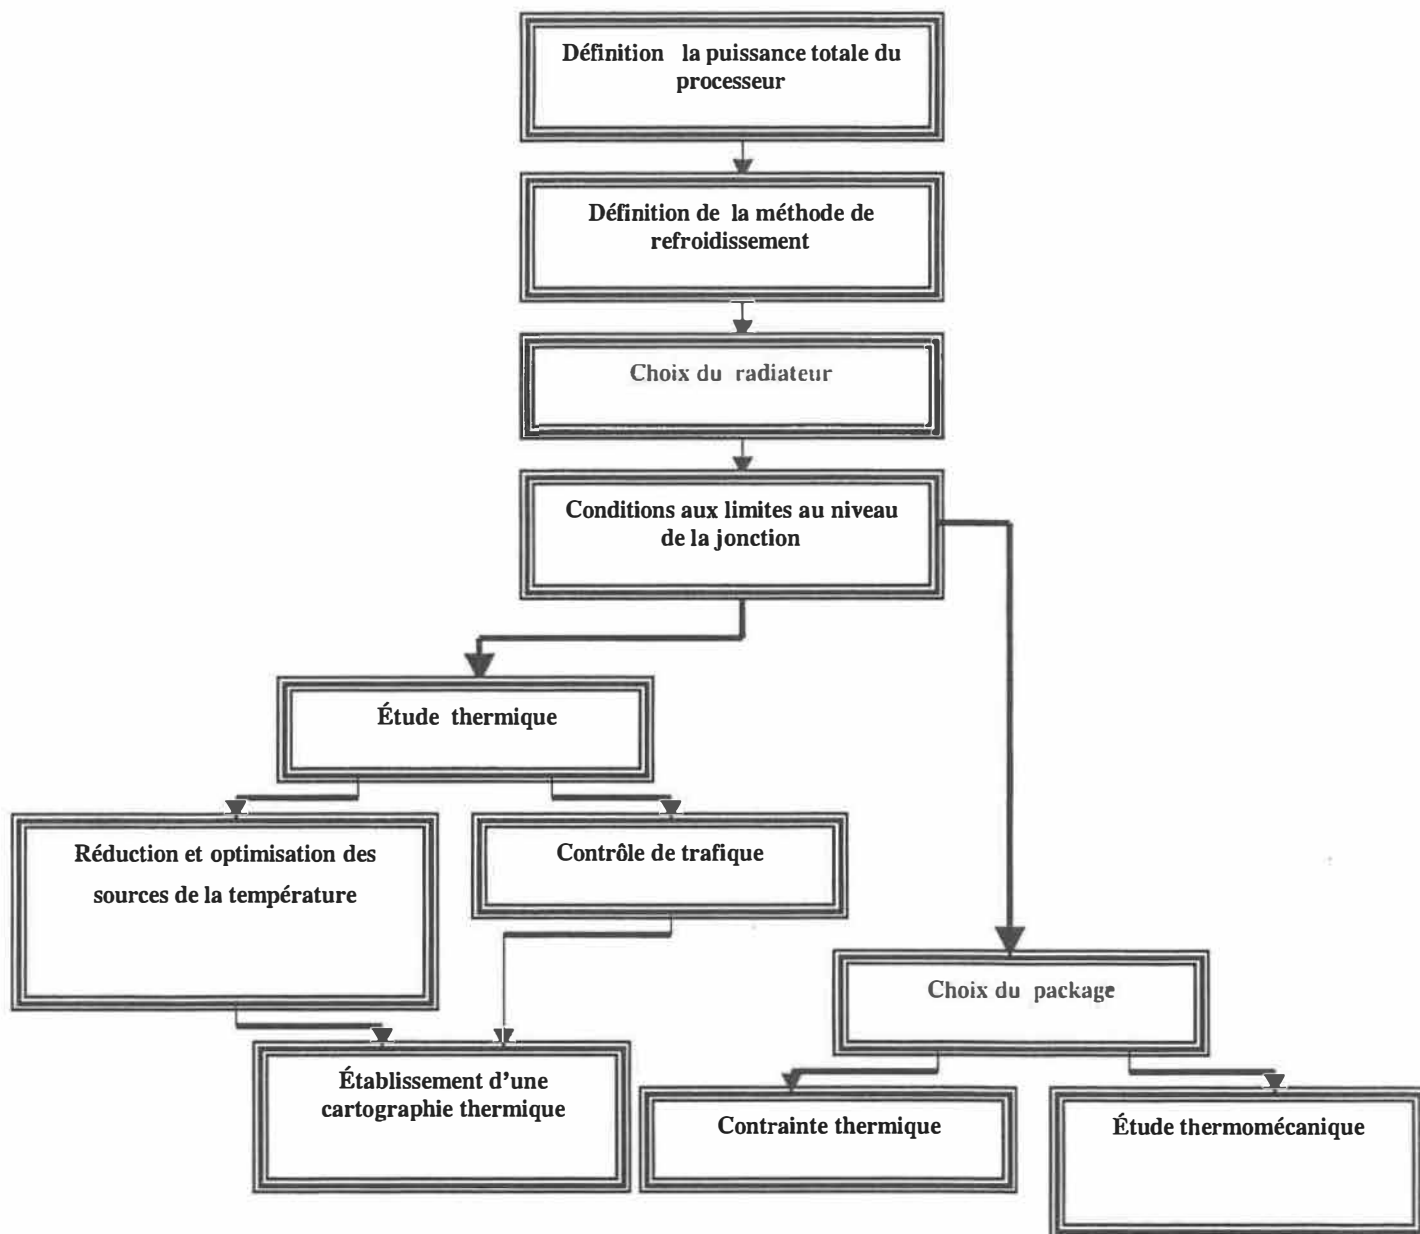 Définition la puissance totale du
processeur
Définition de la méthode de
refroidissement
Choix du radiateur
Conditions aux limites au niveau
de la jonction
Étude thermique
Réduction et optimisation des
sources de la température
Contrôle de trafique
Choix du package
Établissement d'une
cartographie thermique
Contrainte thermique
Étude thermomécanique